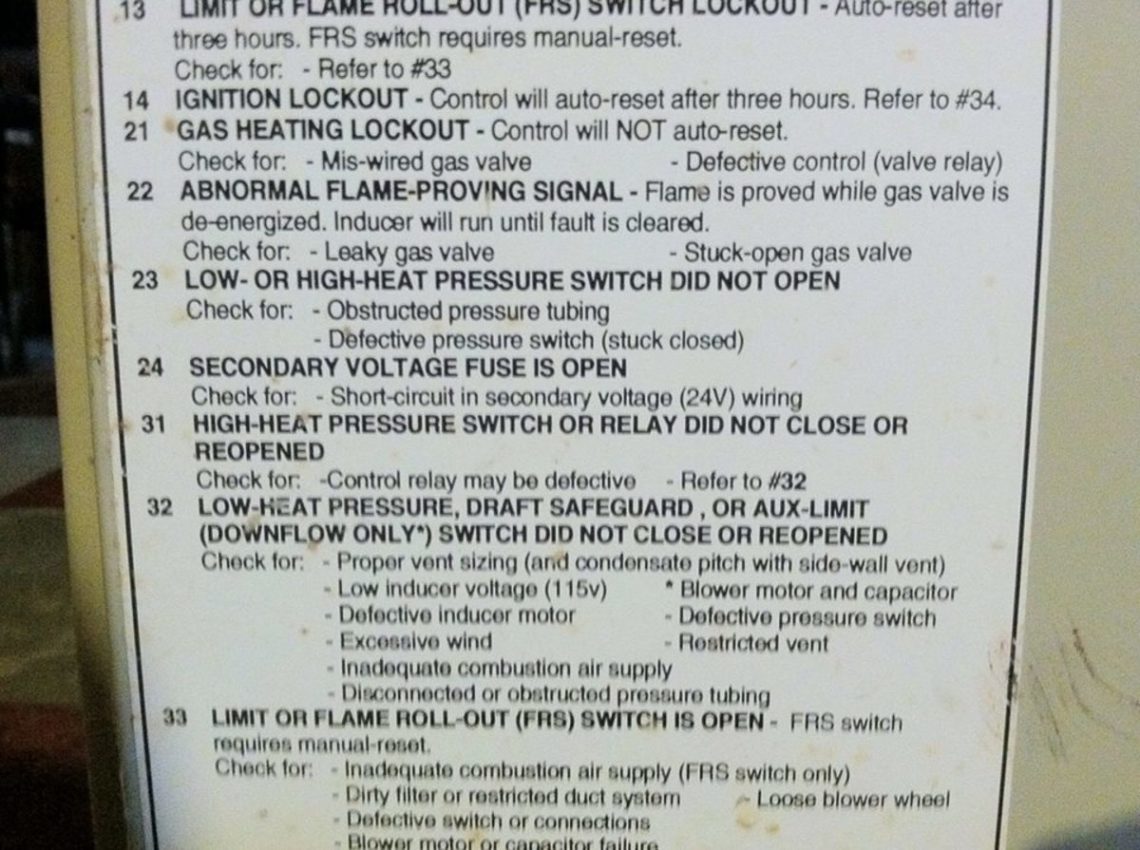 13 LIMIT OR FLAME ROLL-OUT (FRS) SWITCH LOCKOUT - Auto-reset after
three hours. FRS switch requires manual-reset.
Check for: - Refer to #33
14 IGNITION LOCKOUT - Control will auto-reset after three hours. Refer to #34.
21 GAS HEATING LOCKOUT - Control will NOT auto-reset.
Check for: - Mis-wired gas valve - Defective control (valve relay)
22 ABNORMAL FLAME-PROVING SIGNAL - Flame is proved while gas valve is
de-energized. Inducer will run until fault is cleared.
Check for: - Leaky gas valve - Stuck-open gas valve
23 LOW- OR HIGH-HEAT PRESSURE SWITCH DID NOT OPEN
Check for: - Obstructed pressure tubing
- Defective pressure switch (stuck closed)
24 SECONDARY VOLTAGE FUSE IS OPEN
Check for: - Short-circuit in secondary voltage (24V) wiring
31 HIGH-HEAT PRESSURE SWITCH OR RELAY DID NOT CLOSE OR
REOPENED
Check for: -Control relay may be defective - Refer to #32
32 LOW-HEAT PRESSURE, DRAFT SAFEGUARD , OR AUX-LIMIT
(DOWNFLOW ONLY*) SWITCH DID NOT CLOSE OR REOPENED
Check for: - Proper vent sizing (and condensate pitch with side-wall vent)
- Low inducer voltage (115v) * Blower motor and capacitor
- Defective inducer motor - Defective pressure switch
- Excessive wind - Restricted vent
- Inadequate combustion air supply
- Disconnected or obstructed pressure tubing
33 LIMIT OR FLAME ROLL-OUT (FRS) SWITCH IS OPEN - FRS switch
requires manual-reset.
Check for: - Inadequate combustion air supply (FRS switch only)
- Dirty filter or restricted duct system - Loose blower wheel
- Defective switch or connections
- Blower motor or capacitor failure